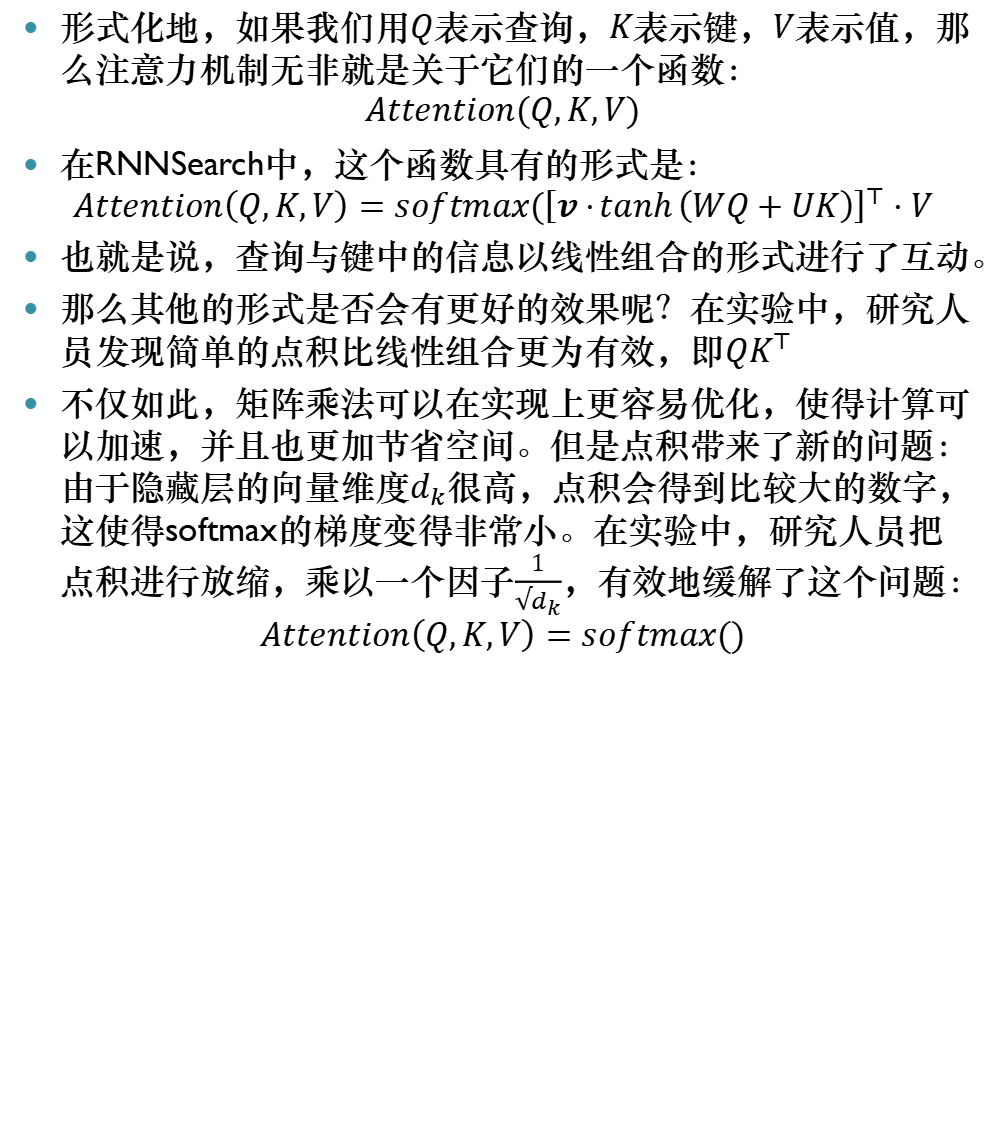 • 形式化地，如果我们用Q表示查询，K表示键，V表示值，那
么注意力机制无非就是关于它们的一个函数：
Attention(Q, K, V)
• 在RNNSearch中，这个函数具有的形式是：
Attention(Q, K, V) = softmax([v · tanh (WQ + UK)]⊤ · V
• 也就是说，查询与键中的信息以线性组合的形式进行了互动。
• 那么其他的形式是否会有更好的效果呢？在实验中，研究人
员发现简单的点积比线性组合更为有效，即QK⊤
• 不仅如此，矩阵乘法可以在实现上更容易优化，使得计算可
以加速，并且也更加节省空间。但是点积带来了新的问题：
由于隐藏层的向量维度dₖ很高，点积会得到比较大的数字，
这使得softmax的梯度变得非常小。在实验中，研究人员把
点积进行放缩，乘以一个因子1/√dₖ，有效地缓解了这个问题：
Attention(Q, K, V) = softmax()